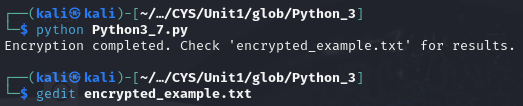 ┌──(kali㉿kali)-[~/…/CYS/Unit1/glob/Python_3]
└─$ python Python3_7.py
Encryption completed. Check 'encrypted_example.txt' for results.
┌──(kali㉿kali)-[~/…/CYS/Unit1/glob/Python_3]
└─$ gedit encrypted_example.txt